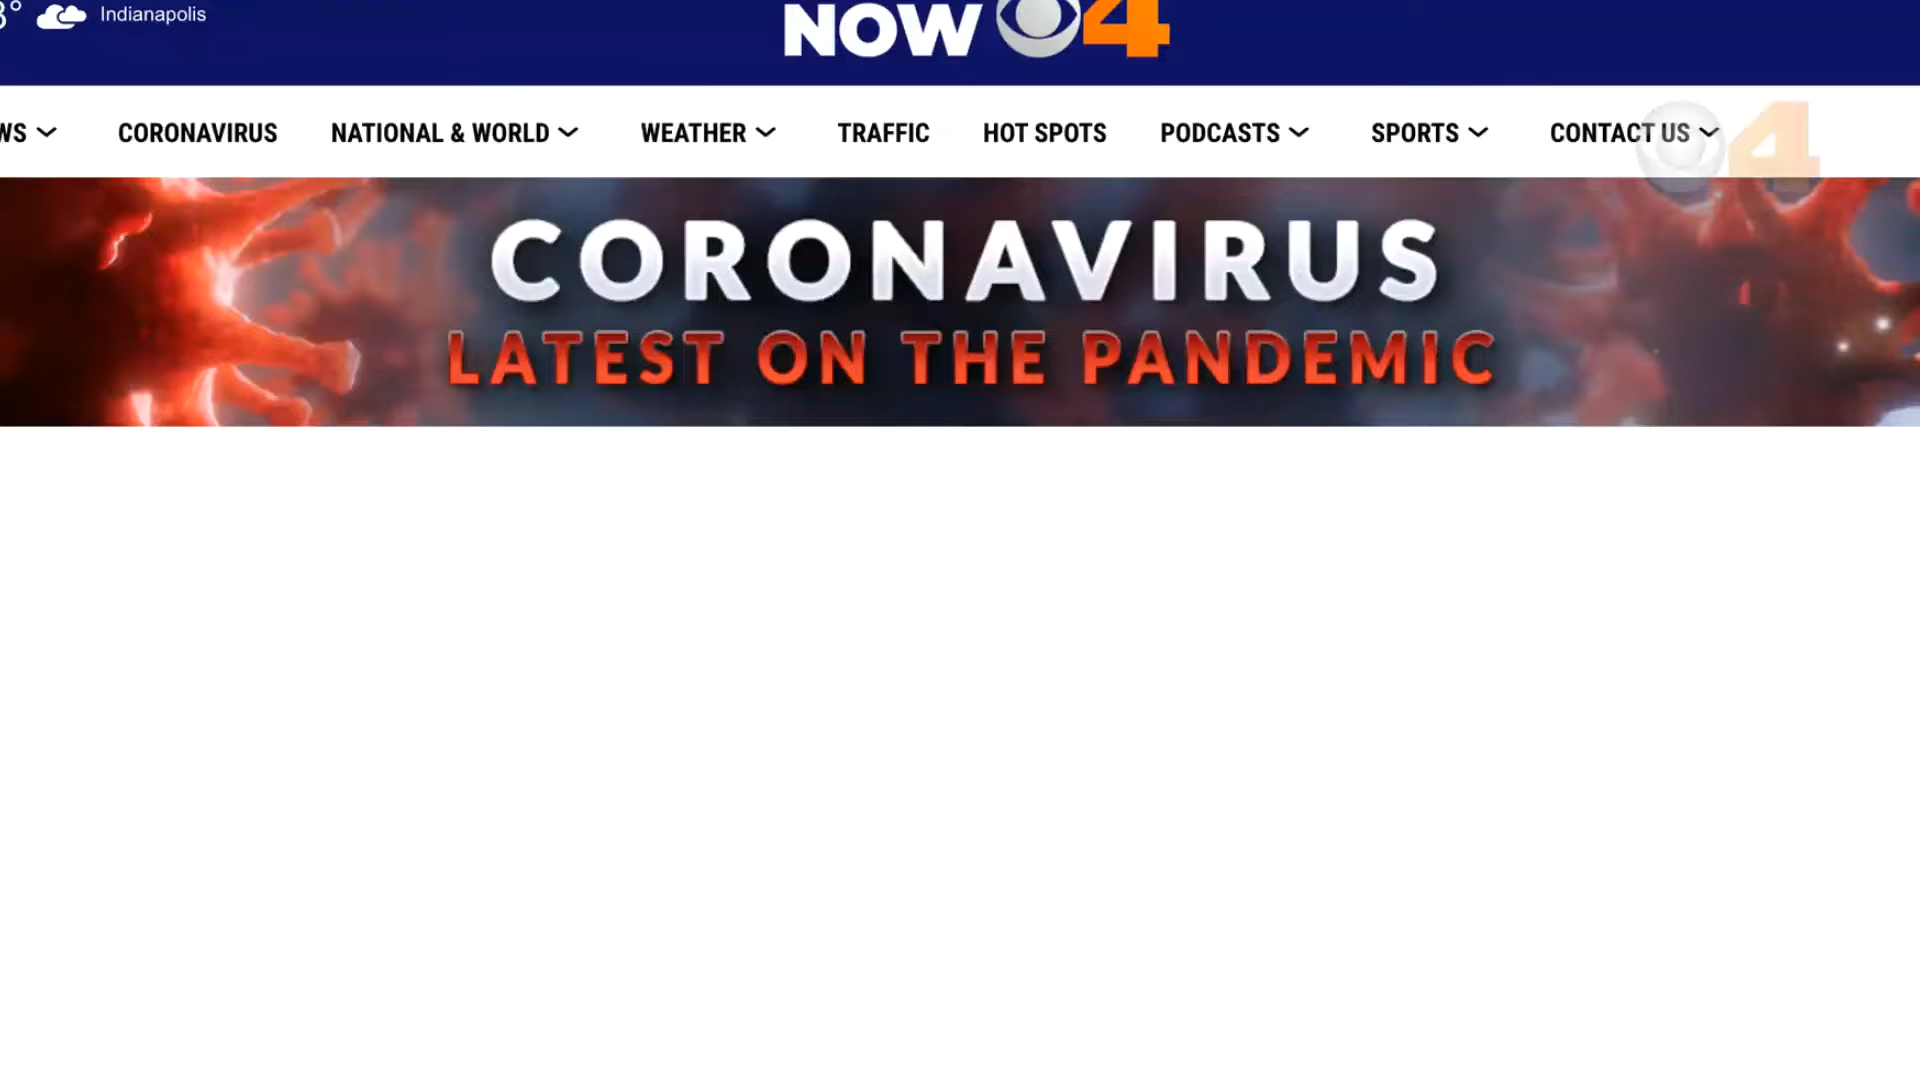 Indianapolis
NOW 4
CORONAVIRUS NATIONAL & WORLD WEATHER TRAFFIC HOT SPOTS PODCASTS SPORTS CONTACT US
4
CORONAVIRUS
LATEST ON THE PANDEMIC